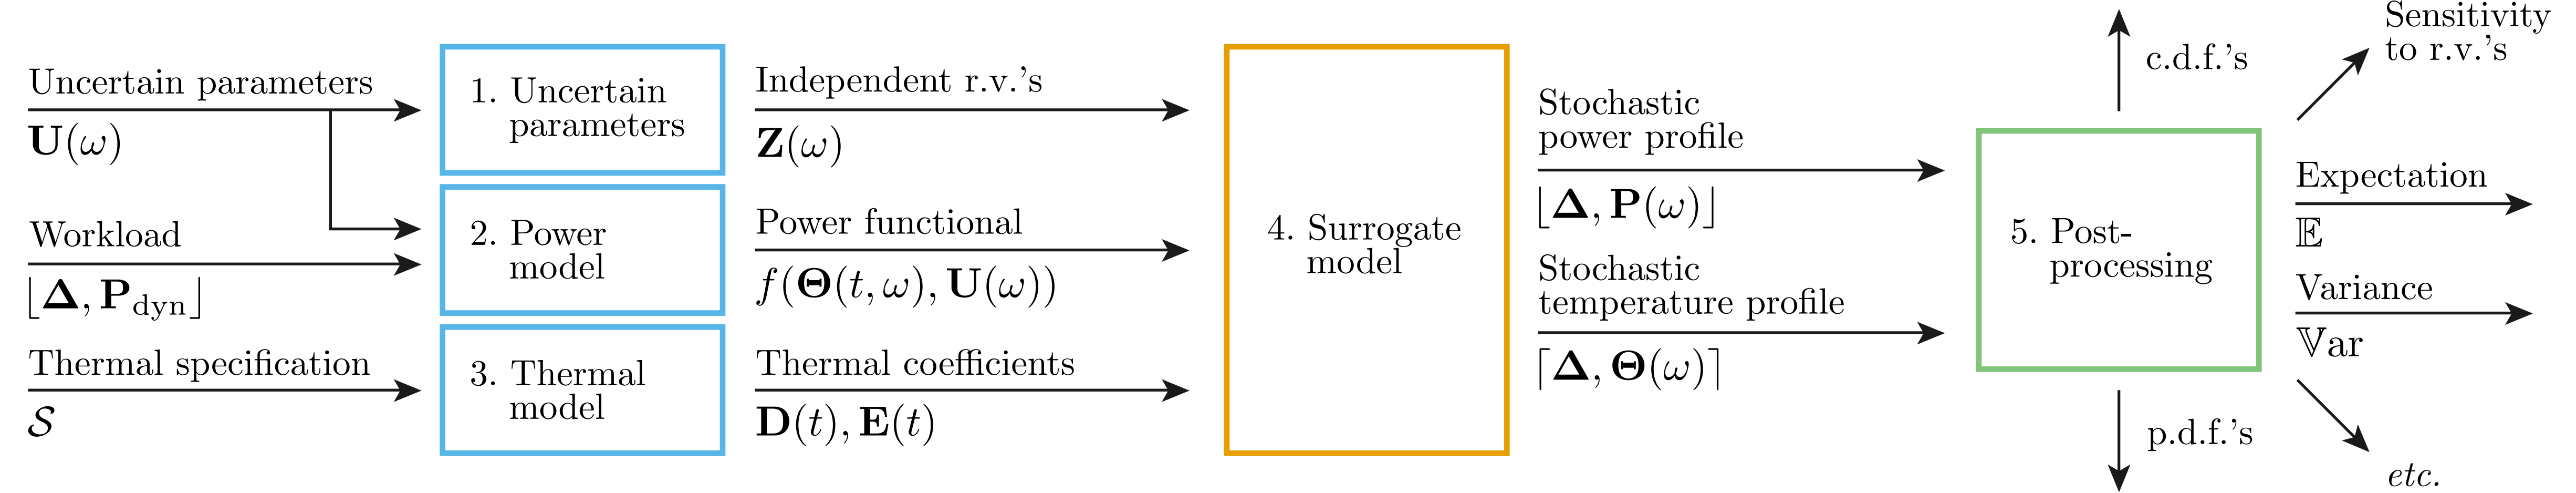 Uncertain parameters
U(ω)
Workload
⌊Δ, P_dyn⌋
Thermal specification
𝒮
1. Uncertain
parameters
2. Power
model
3. Thermal
model
Independent r.v.'s
Z(ω)
Power functional
f(Θ(t, ω), U(ω))
Thermal coefficients
D(t), E(t)
4. Surrogate
model
Stochastic
power profile
⌊Δ, P(ω)⌋
Stochastic
temperature profile
⌈Δ, Θ(ω)⌉
5. Post-
processing
c.d.f.'s
Sensitivity
to r.v.'s
Expectation
𝔼
Variance
𝕍ar
p.d.f.'s
etc.